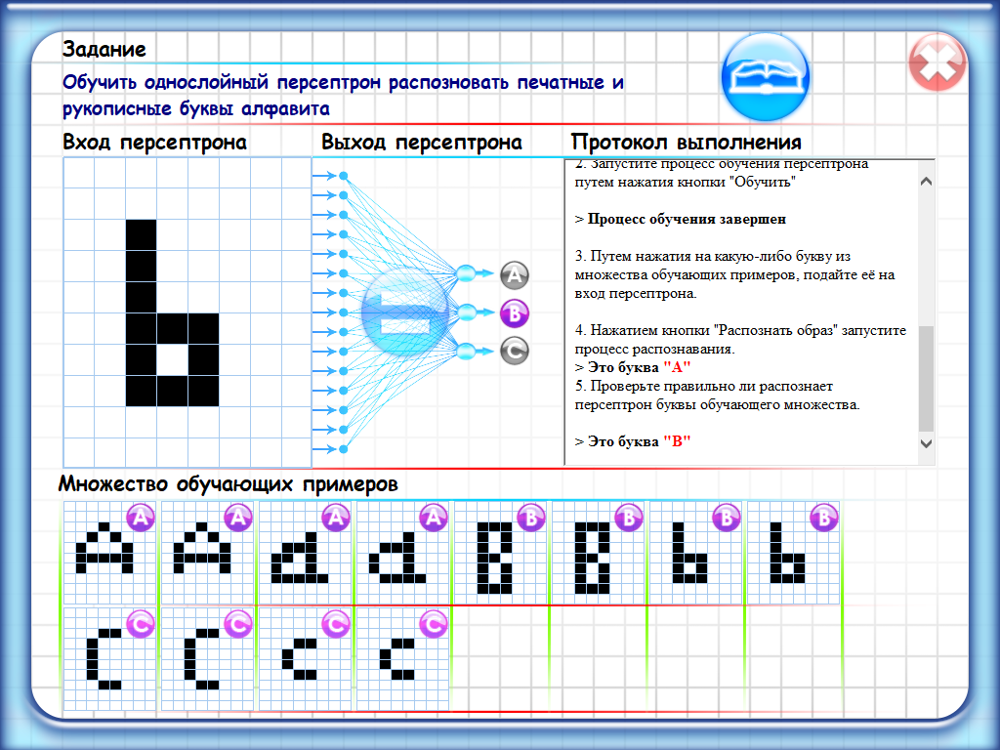 Задание
Обучить однослойный персептрон распозновать печатные и
рукописные буквы алфавита
Вход персептрона
Выход персептрона
Протокол выполнения
A
B
C
2. Запустите процесс обучения персептрона
путем нажатия кнопки "Обучить"
> Процесс обучения завершен
3. Путем нажатия на какую-либо букву из
множества обучающих примеров, подайте её на
вход персептрона.
4. Нажатием кнопки "Распознать образ" запустите
процесс распознавания.
> Это буква "A"
5. Проверьте правильно ли распознает
персептрон буквы обучающего множества.
> Это буква "B"
Множество обучающих примеров
A A A A B B B B
C C C C